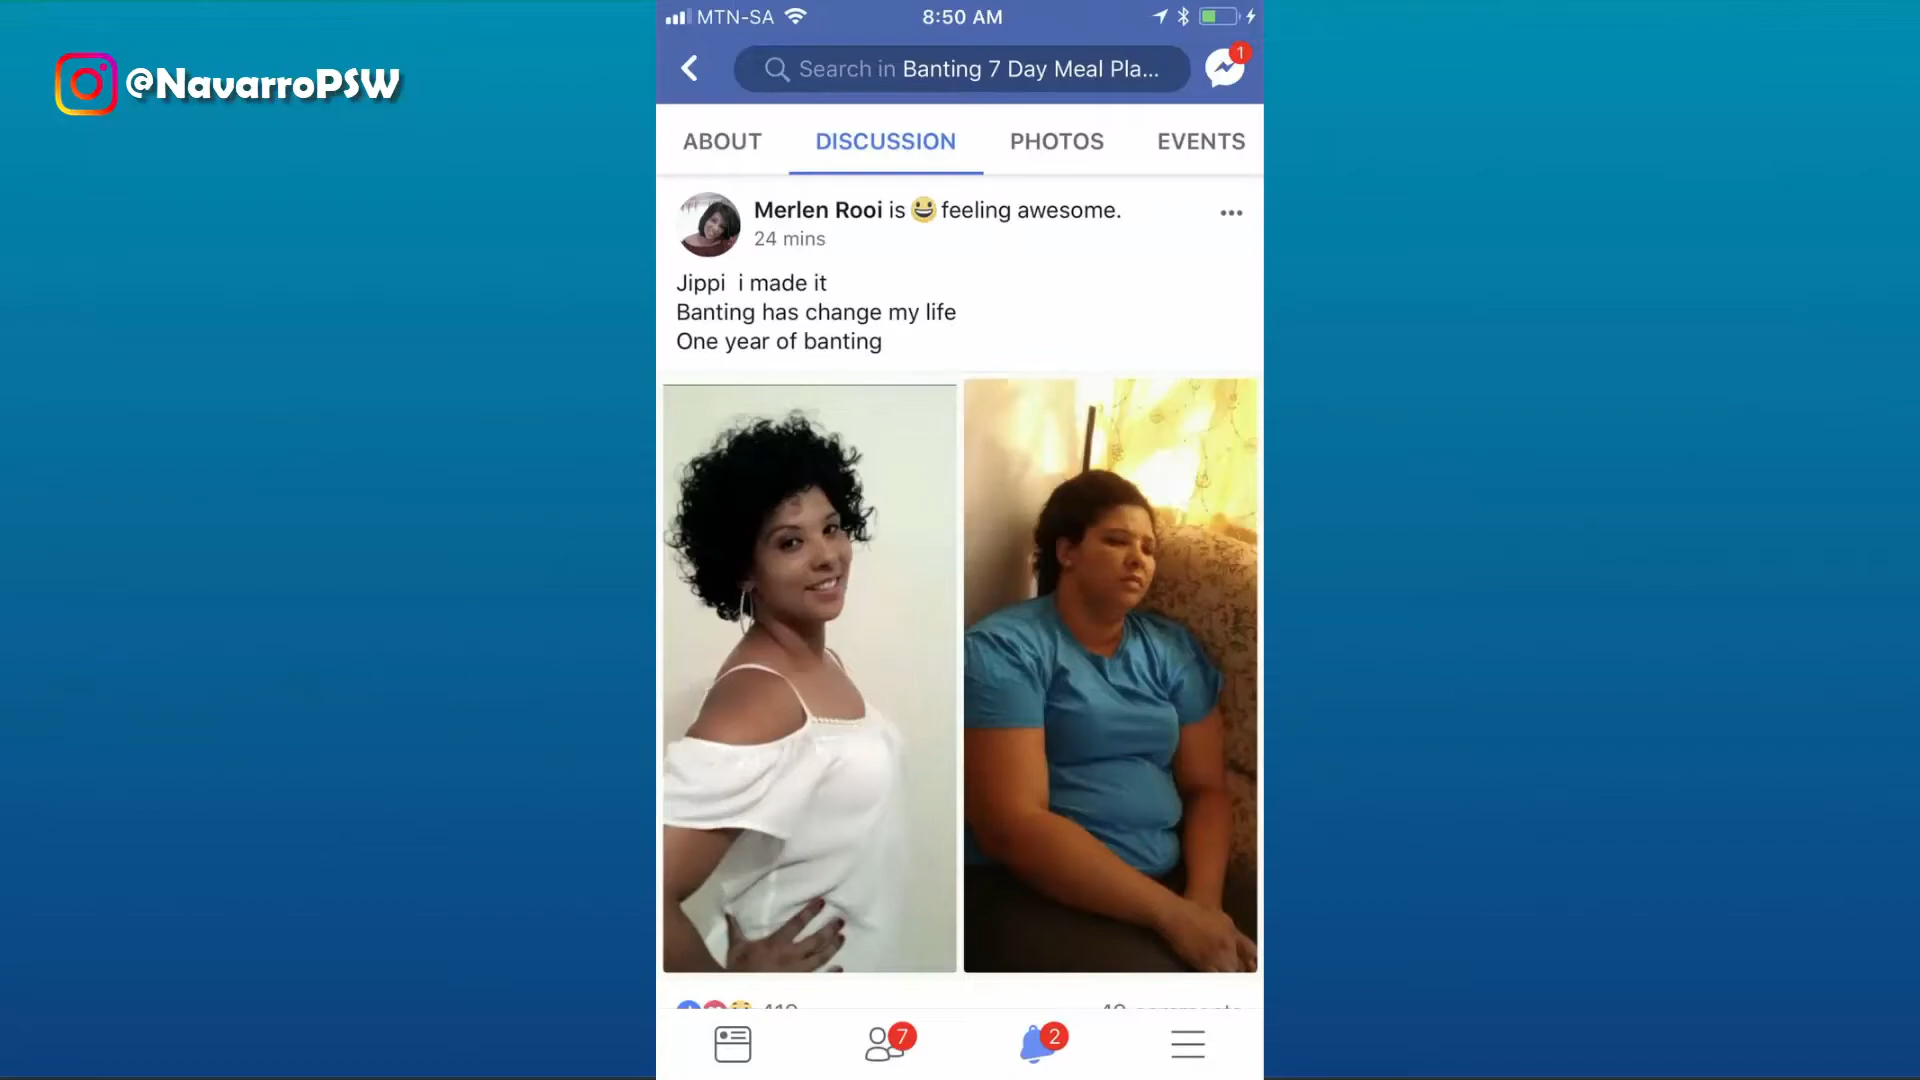 @NavarroPSW
MTN-SA
8:50 AM
Search in Banting 7 Day Meal Pla...
1
ABOUT
DISCUSSION
PHOTOS
EVENTS
Merlen Rooi is feeling awesome.
24 mins
Jippi i made it
Banting has change my life
One year of banting
7
2